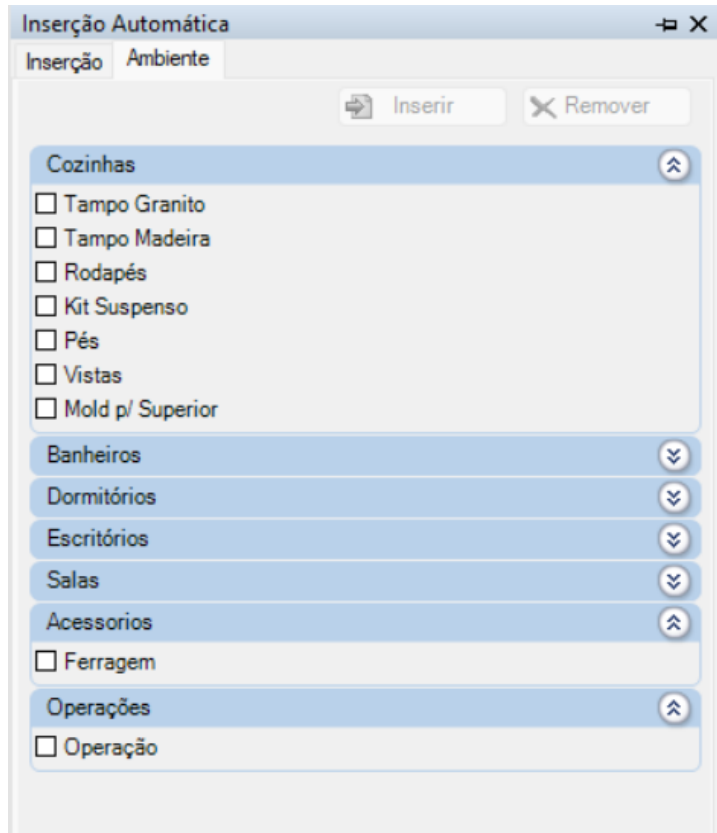 Inserção Automática
Inserção Ambiente
Inserir Remover
Cozinhas
Tampo Granito
Tampo Madeira
Rodapés
Kit Suspenso
Pés
Vistas
Mold p/ Superior
Banheiros
Dormitórios
Escritórios
Salas
Acessorios
Ferragem
Operações
Operação